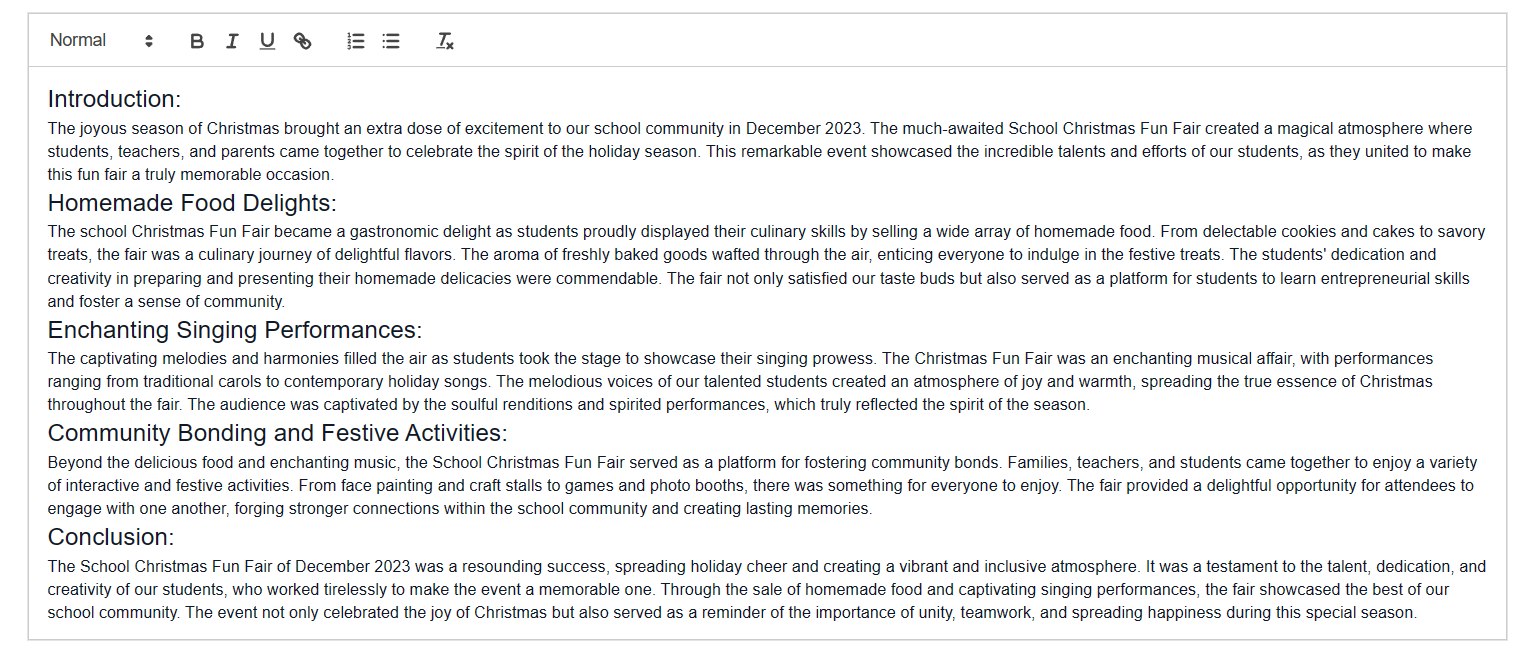 Normal
Introduction:
The joyous season of Christmas brought an extra dose of excitement to our school community in December 2023. The much-awaited School Christmas Fun Fair created a magical atmosphere where
students, teachers, and parents came together to celebrate the spirit of the holiday season. This remarkable event showcased the incredible talents and efforts of our students, as they united to make
this fun fair a truly memorable occasion.
Homemade Food Delights:
The school Christmas Fun Fair became a gastronomic delight as students proudly displayed their culinary skills by selling a wide array of homemade food. From delectable cookies and cakes to savory
treats, the fair was a culinary journey of delightful flavors. The aroma of freshly baked goods wafted through the air, enticing everyone to indulge in the festive treats. The students' dedication and
creativity in preparing and presenting their homemade delicacies were commendable. The fair not only satisfied our taste buds but also served as a platform for students to learn entrepreneurial skills
and foster a sense of community.
Enchanting Singing Performances:
The captivating melodies and harmonies filled the air as students took the stage to showcase their singing prowess. The Christmas Fun Fair was an enchanting musical affair, with performances
ranging from traditional carols to contemporary holiday songs. The melodious voices of our talented students created an atmosphere of joy and warmth, spreading the true essence of Christmas
throughout the fair. The audience was captivated by the soulful renditions and spirited performances, which truly reflected the spirit of the season.
Community Bonding and Festive Activities:
Beyond the delicious food and enchanting music, the School Christmas Fun Fair served as a platform for fostering community bonds. Families, teachers, and students came together to enjoy a variety
of interactive and festive activities. From face painting and craft stalls to games and photo booths, there was something for everyone to enjoy. The fair provided a delightful opportunity for attendees to
engage with one another, forging stronger connections within the school community and creating lasting memories.
Conclusion:
The School Christmas Fun Fair of December 2023 was a resounding success, spreading holiday cheer and creating a vibrant and inclusive atmosphere. It was a testament to the talent, dedication, and
creativity of our students, who worked tirelessly to make the event a memorable one. Through the sale of homemade food and captivating singing performances, the fair showcased the best of our
school community. The event not only celebrated the joy of Christmas but also served as a reminder of the importance of unity, teamwork, and spreading happiness during this special season.